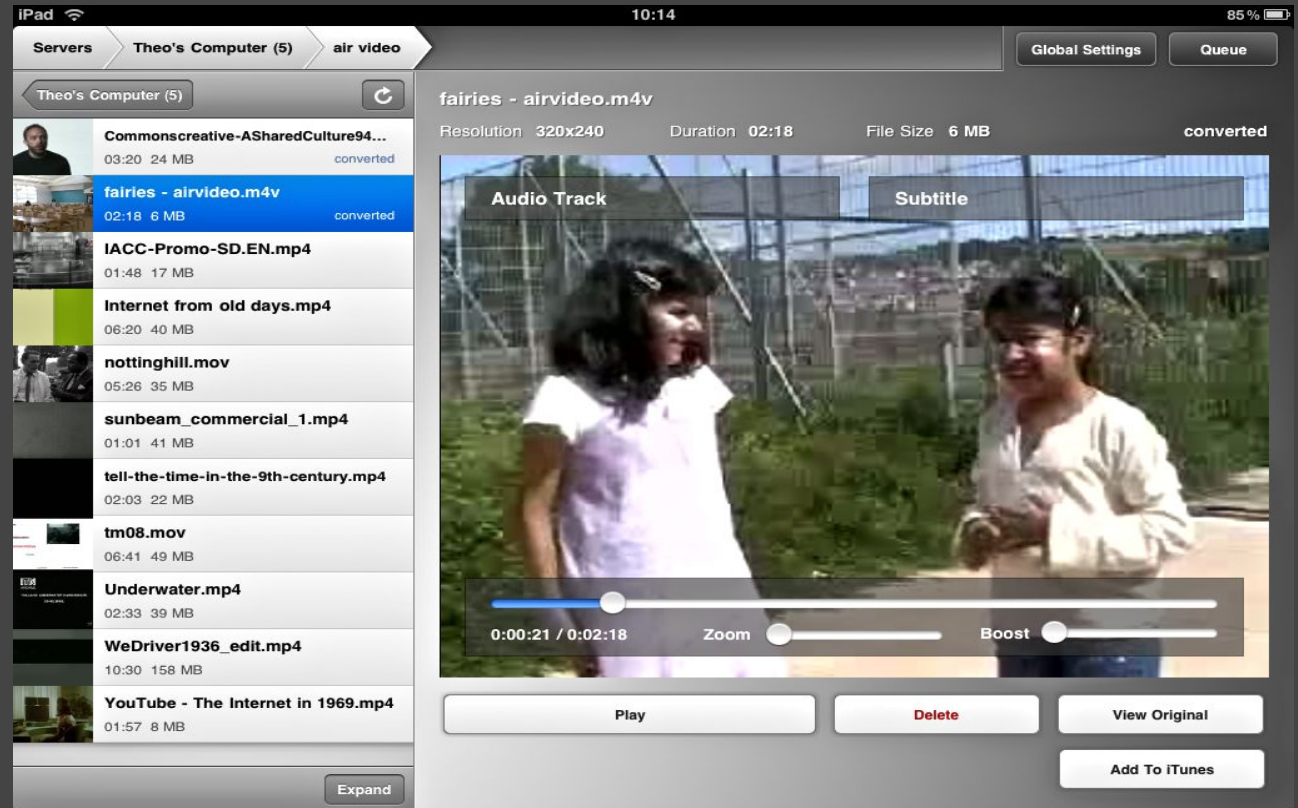 iPad 10:14 85%
Servers Theo's Computer (5) air video Global Settings Queue
Theo's Computer (5)
Commonscreative-ASharedCulture94...
03:20 24 MB converted
fairies - airvideo.m4v
02:18 6 MB converted
IACC-Promo-SD.EN.mp4
01:48 17 MB
Internet from old days.mp4
06:20 40 MB
nottinghill.mov
05:26 35 MB
sunbeam_commercial_1.mp4
01:01 41 MB
tell-the-time-in-the-9th-century.mp4
02:03 22 MB
tm08.mov
06:41 49 MB
Underwater.mp4
02:33 39 MB
WeDriver1936_edit.mp4
10:30 158 MB
YouTube - The Internet in 1969.mp4
01:57 8 MB
Expand
fairies - airvideo.m4v
Resolution 320x240 Duration 02:18 File Size 6 MB converted
Audio Track Subtitle
0:00:21 / 0:02:18 Zoom Boost
Play Delete View Original
Add To iTunes